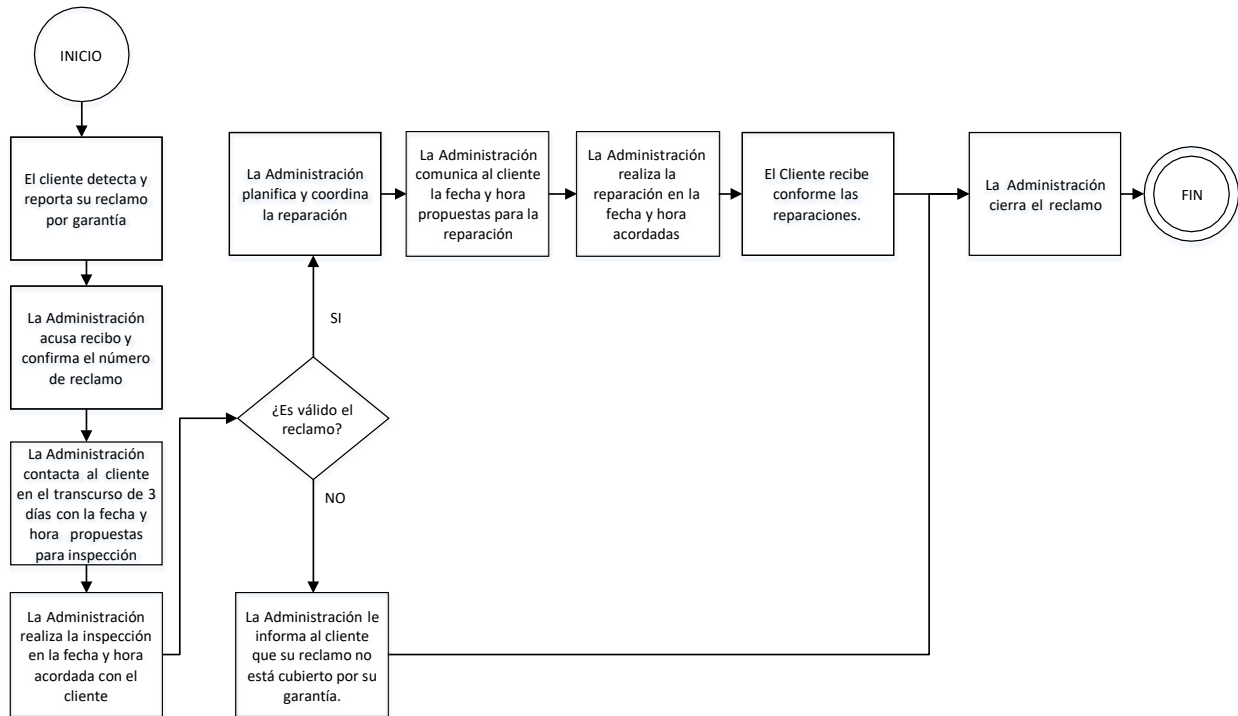 INICIO
El cliente detecta y
reporta su reclamo
por garantía
La Administración
acusa recibo y
confirma el número
de reclamo
La Administración
contacta al cliente
en el transcurso de 3
días con la fecha y
hora propuestas
para inspección
La Administración
realiza la inspección
en la fecha y hora
acordada con el
cliente
¿Es válido el
reclamo?
SI
La Administración
planifica y coordina
la reparación
La Administración
comunica al cliente
la fecha y hora
propuestas para la
reparación
La Administración
realiza la
reparación en la
fecha y hora
acordadas
El Cliente recibe
conforme las
reparaciones.
NO
La Administración le
informa al cliente
que su reclamo no
está cubierto por su
garantía.
La Administración
cierra el reclamo
FIN